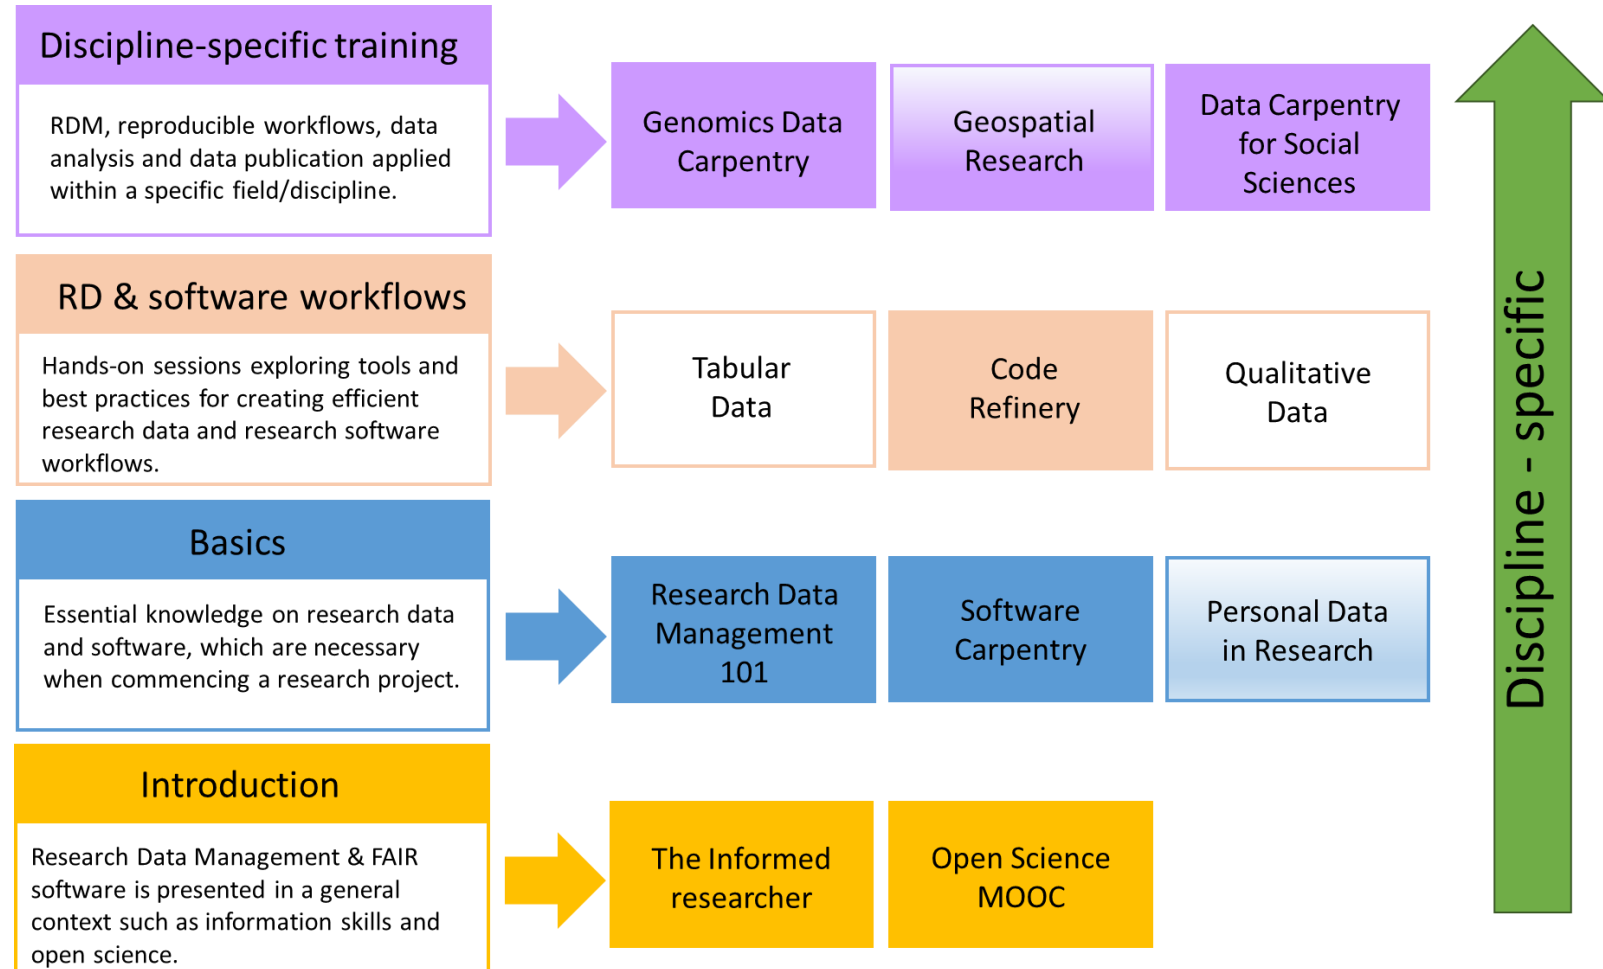 Discipline-specific training
RDM, reproducible workflows, data
analysis and data publication applied
within a specific field/discipline.
Genomics Data
Carpentry
Geospatial
Research
Data Carpentry
for Social
Sciences
RD & software workflows
Hands-on sessions exploring tools and
best practices for creating efficient
research data and research software
workflows.
Tabular
Data
Code
Refinery
Qualitative
Data
Basics
Essential knowledge on research data
and software, which are necessary
when commencing a research project.
Research Data
Management
101
Software
Carpentry
Personal Data
in Research
Introduction
Research Data Management & FAIR
software is presented in a general
context such as information skills and
open science.
The Informed
researcher
Open Science
MOOC
Discipline - specific